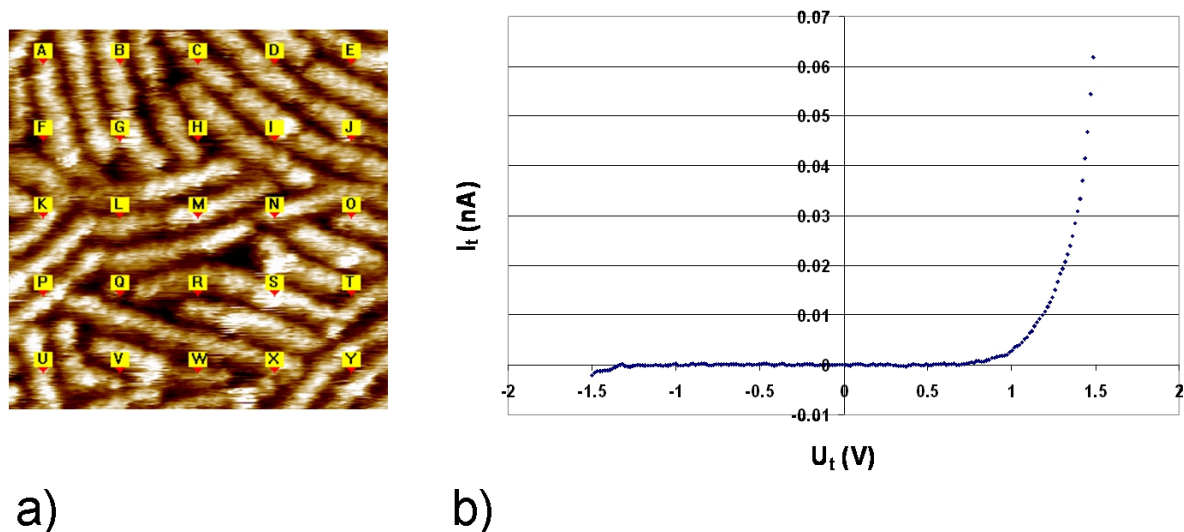 A B C D E
F G H I J
K L M N O
P Q R S T
U V W X Y
a)
0.07
0.06
0.05
0.04
0.03
0.02
0.01
0
-0.01
-2 -1.5 -1 -0.5 0 0.5 1 1.5 2
It (nA)
Ut (V)
b)